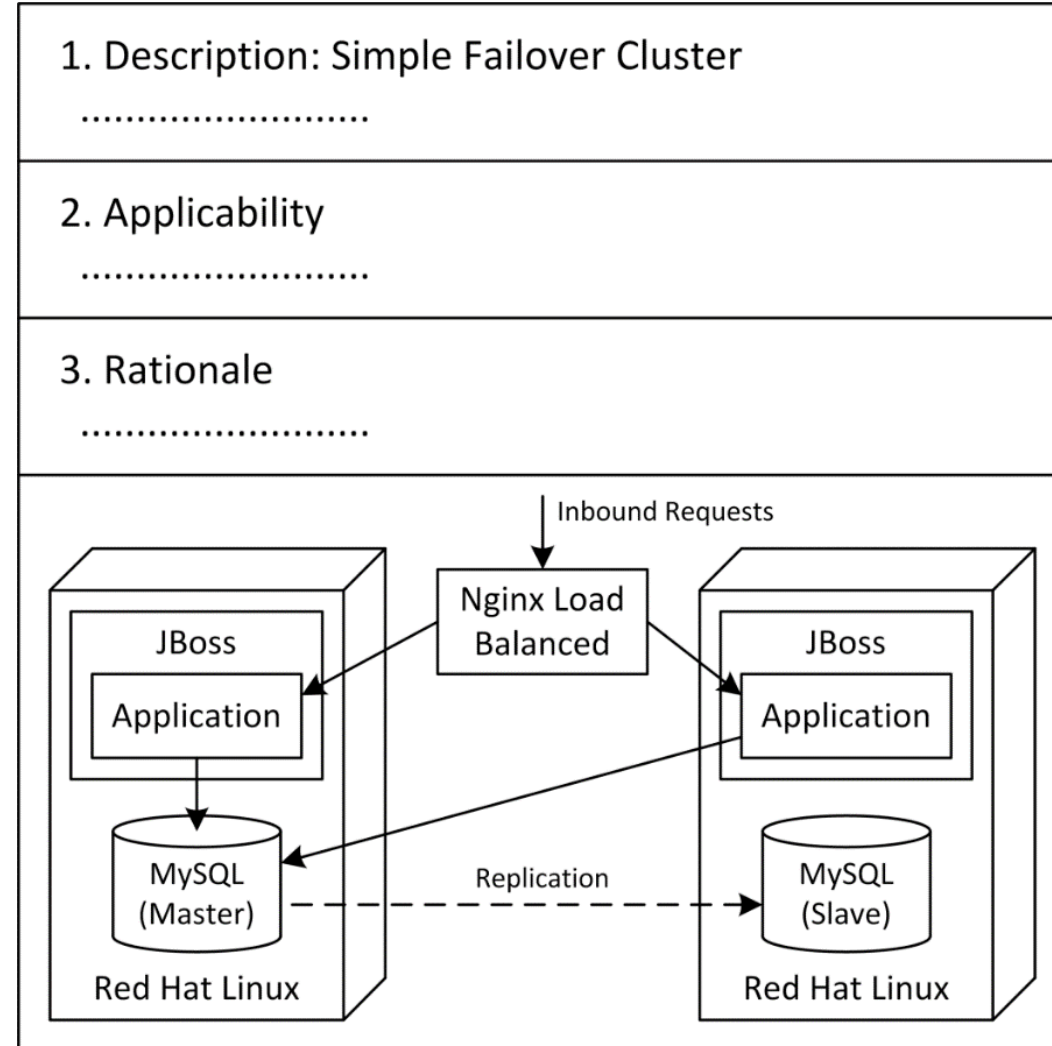 1. Description: Simple Failover Cluster
..........................
2. Applicability
..........................
3. Rationale
..........................
Inbound Requests
Nginx Load
Balanced
JBoss
Application
MySQL
(Master)
Red Hat Linux
Replication
JBoss
Application
MySQL
(Slave)
Red Hat Linux